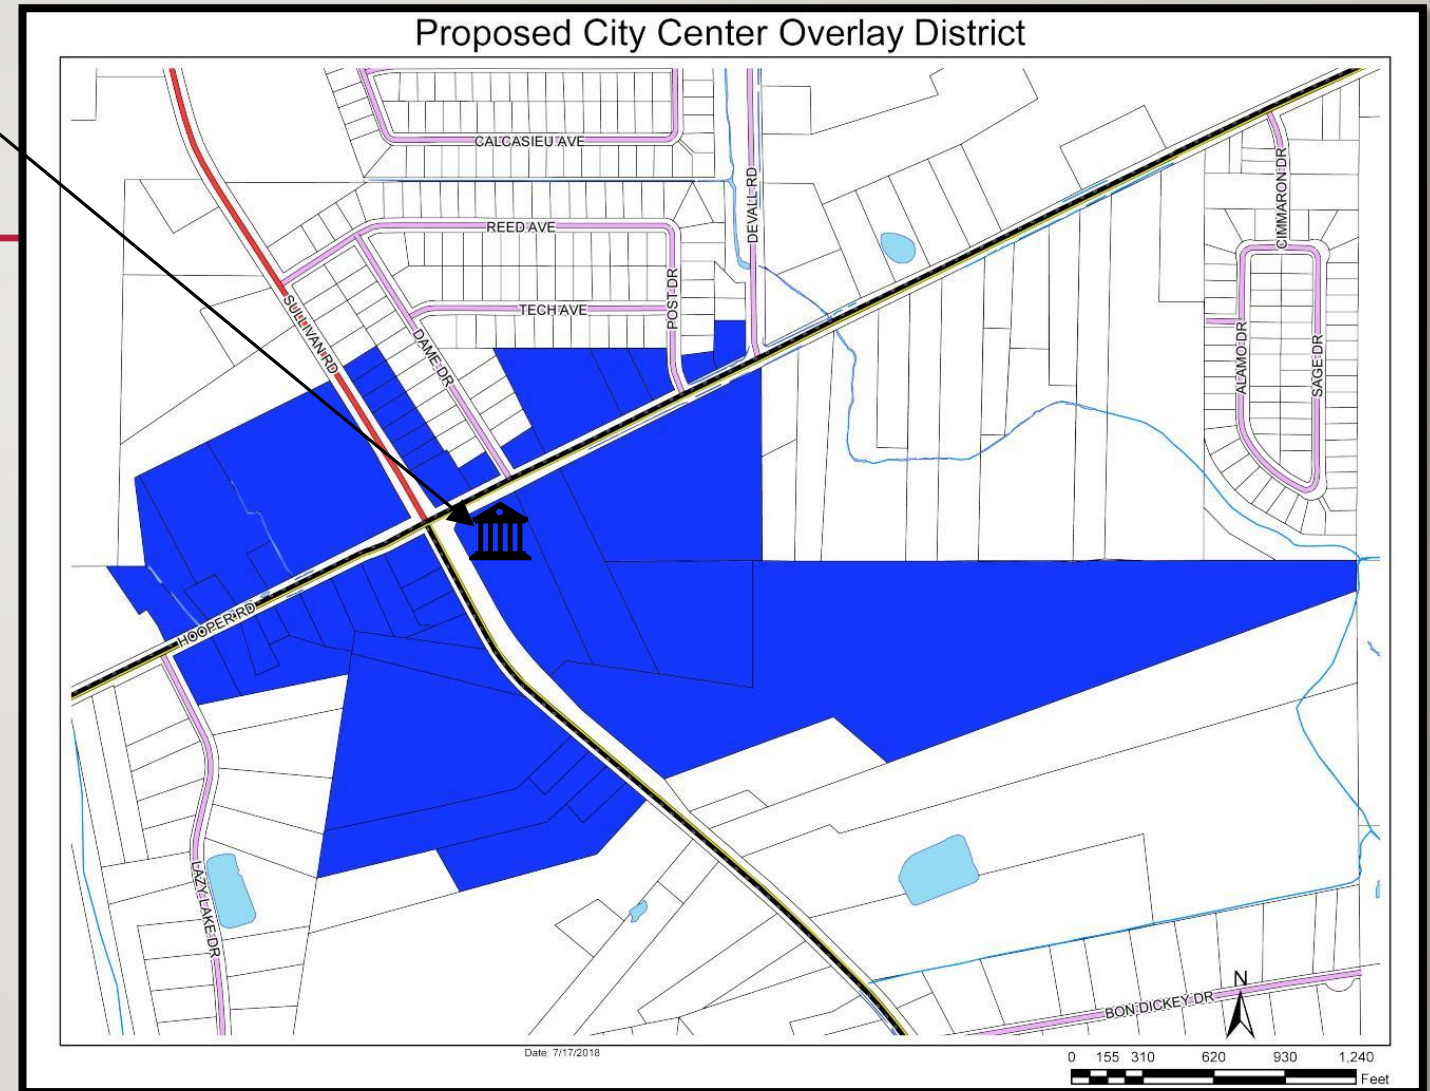 Proposed City Center Overlay District
CALCASIEU AVE
REED AVE
DEVALL RD
CIMMARON DR
SULLIVAN RD
DAME DR
TECH AVE
POST DR
ALAMO DR
SAGE DR
HOOPER RD
LAZY LAKE DR
BON DICKEY DR
N
Date: 7/17/2018
0 155 310 620 930 1,240
Feet